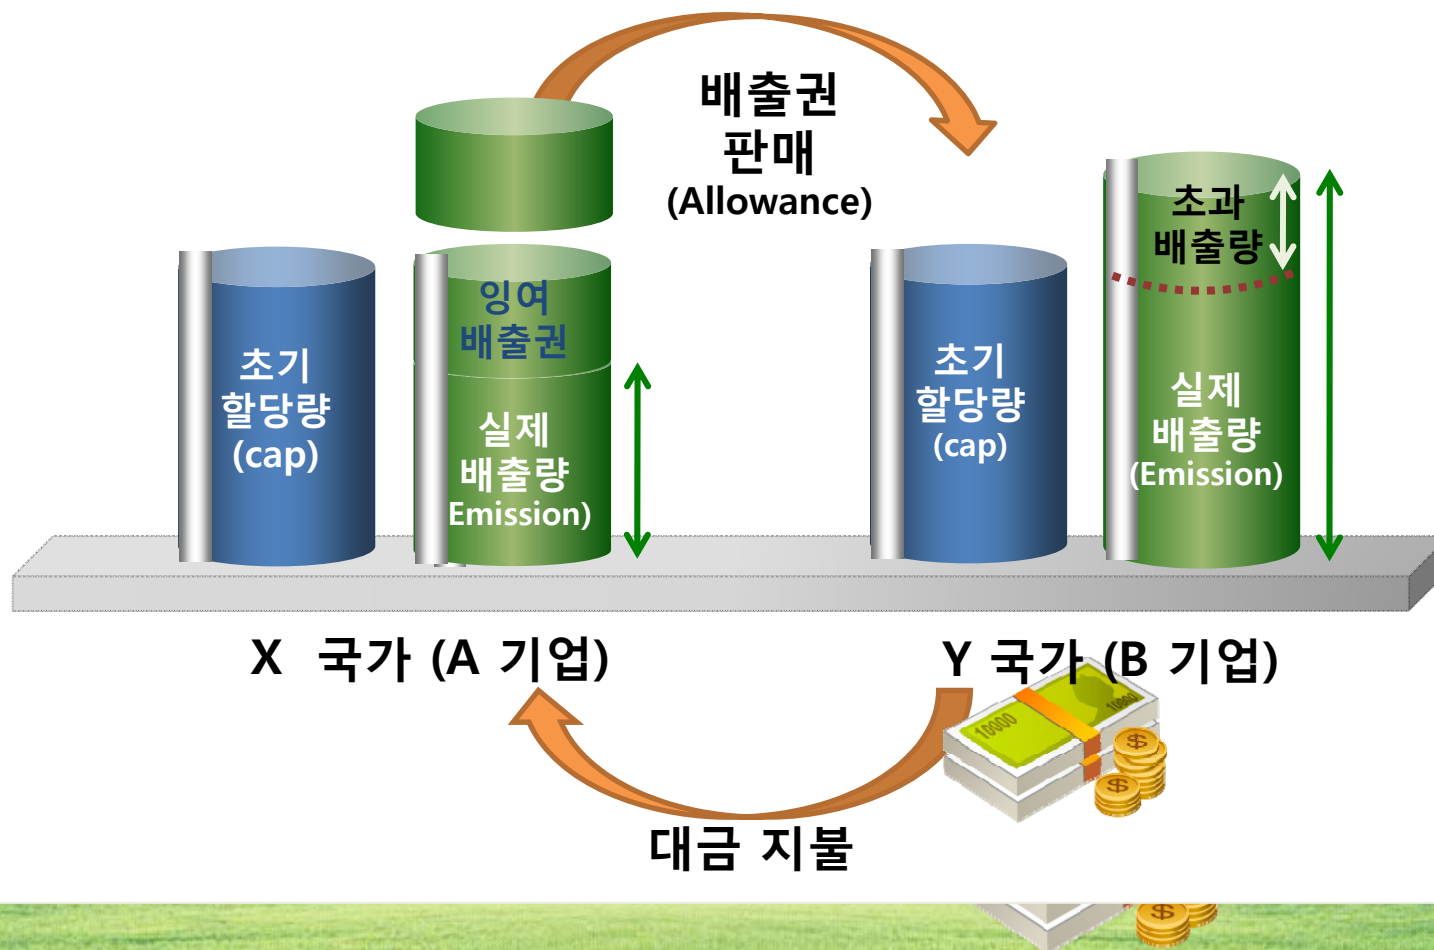 배출권
판매
(Allowance)
초과
배출량
잉여
배출권
초기
할당량
(cap)
실제
배출량
Emission)
초기
할당량
(cap)
실제
배출량
(Emission)
X 국가 (A 기업)
Y 국가 (B 기업)
10000
10000
$
$
대금 지불
$